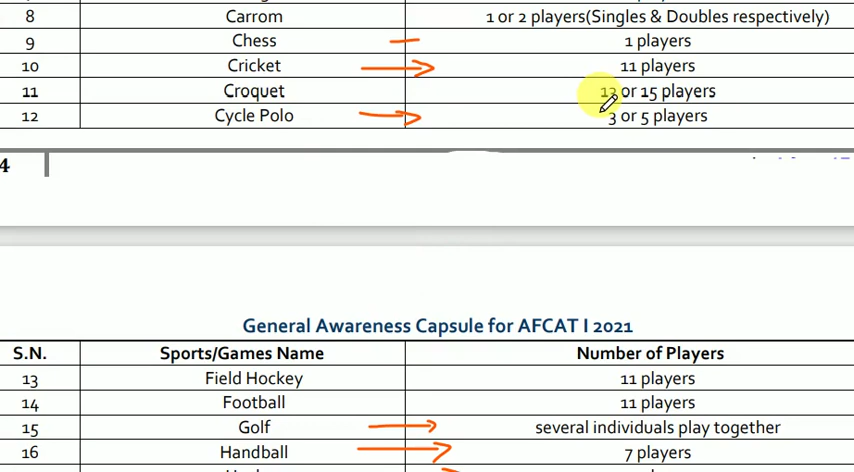 8 Carrom 1 or 2 players(Singles & Doubles respectively)
9 Chess 1 players
10 Cricket 11 players
11 Croquet 13 or 15 players
12 Cycle Polo 3 or 5 players
4
General Awareness Capsule for AFCAT I 2021
S.N. Sports/Games Name Number of Players
13 Field Hockey 11 players
14 Football 11 players
15 Golf several individuals play together
16 Handball 7 players